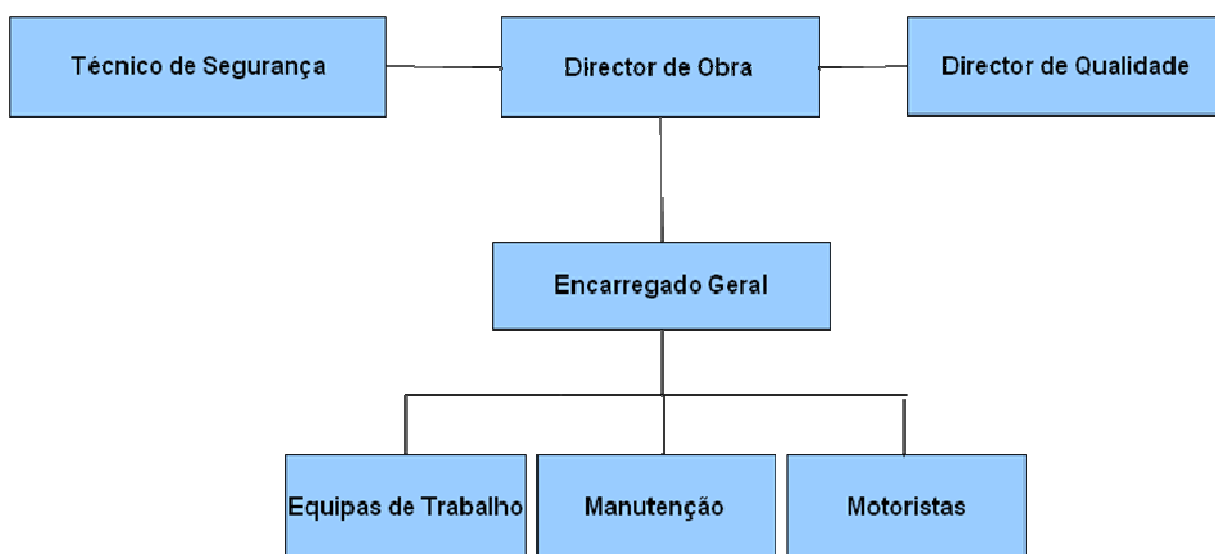 Técnico de Segurança
Director de Obra
Director de Qualidade
Encarregado Geral
Equipas de Trabalho
Manutenção
Motoristas